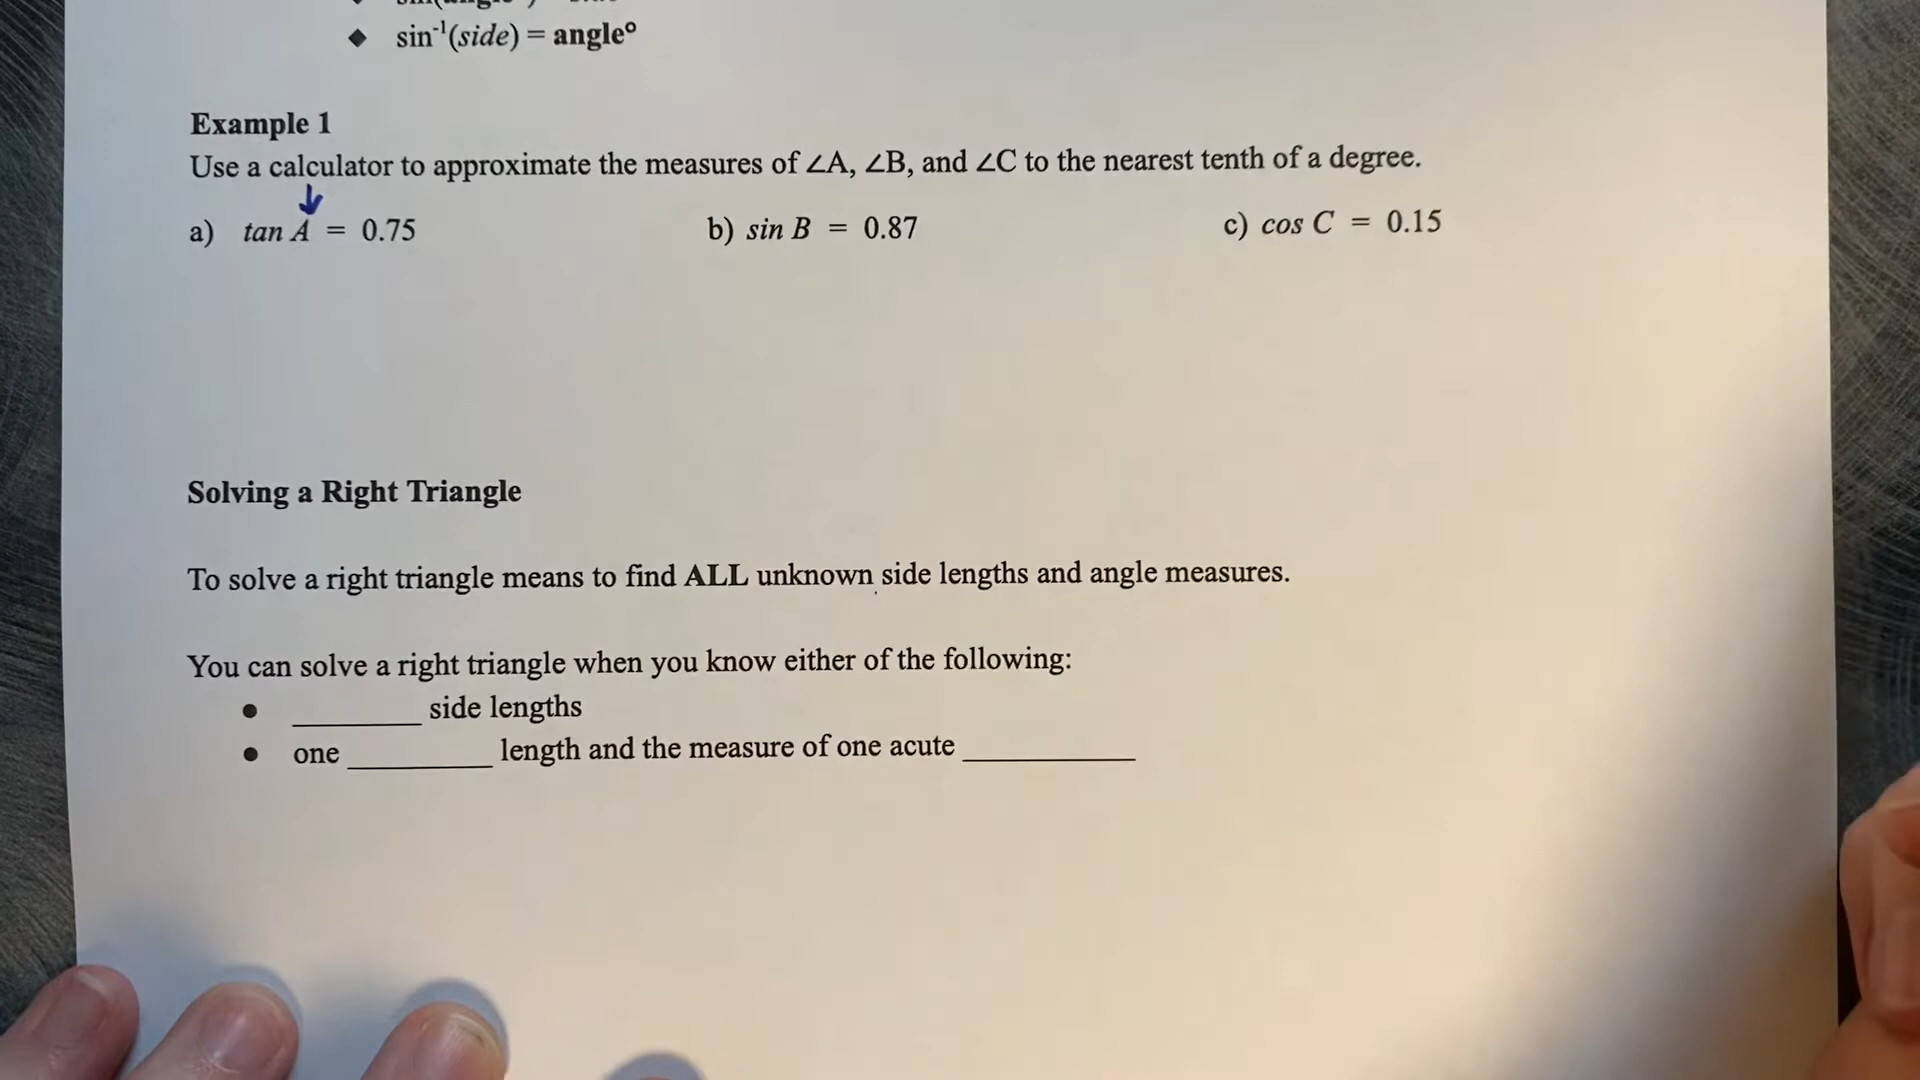 ◆ sin⁻¹(side) = angle°
Example 1
Use a calculator to approximate the measures of ∠A, ∠B, and ∠C to the nearest tenth of a degree.
a) tan A = 0.75 b) sin B = 0.87 c) cos C = 0.15
Solving a Right Triangle
To solve a right triangle means to find ALL unknown side lengths and angle measures.
You can solve a right triangle when you know either of the following:
● _________ side lengths
● one __________ length and the measure of one acute ____________